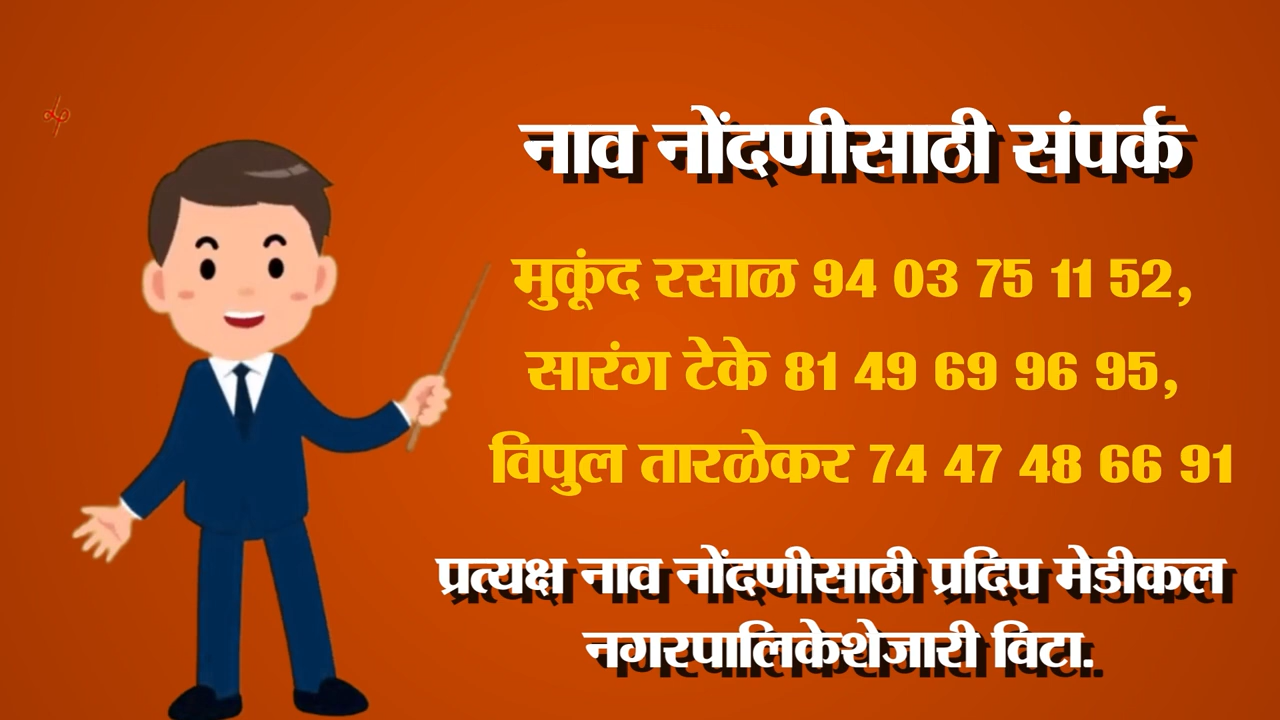 नाव नोंदणीसाठी संपर्क
मुकूंद रसाळ 94 03 75 11 52,
सारंग टेके 81 49 69 96 95,
विपुल तारळेकर 74 47 48 66 91
प्रत्यक्ष नाव नोंदणीसाठी प्रदिप मेडीकल
नगरपालिकेशेजारी विटा.